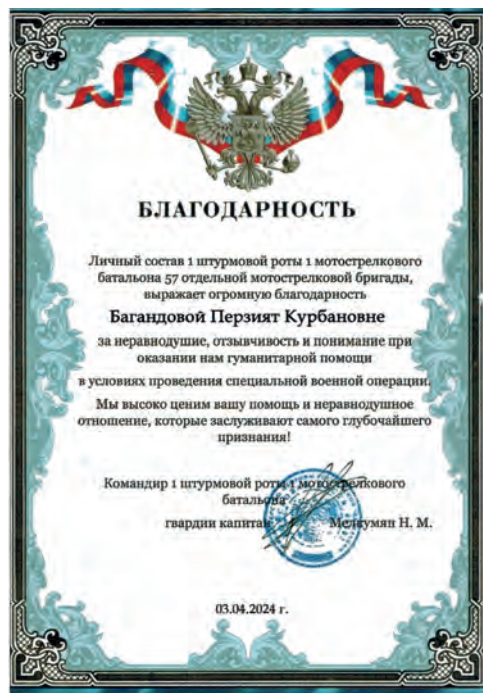 БЛАГОДАРНОСТЬ
Личный состав 1 штурмовой роты 1 мотострелкового
батальона 57 отдельной мотострелковой бригады,
выражает огромную благодарность
Багандовой Перзият Курбановне
за неравнодушие, отзывчивость и понимание при
оказании нам гуманитарной помощи
в условиях проведения специальной военной операции.
Мы высоко ценим вашу помощь и неравнодушное
отношение, которые заслуживают самого глубочайшего
признания!
Командир 1 штурмовой роты 1 мотострелкового
батальона
гвардии капитан Мелкумян Н. М.
03.04.2024 г.